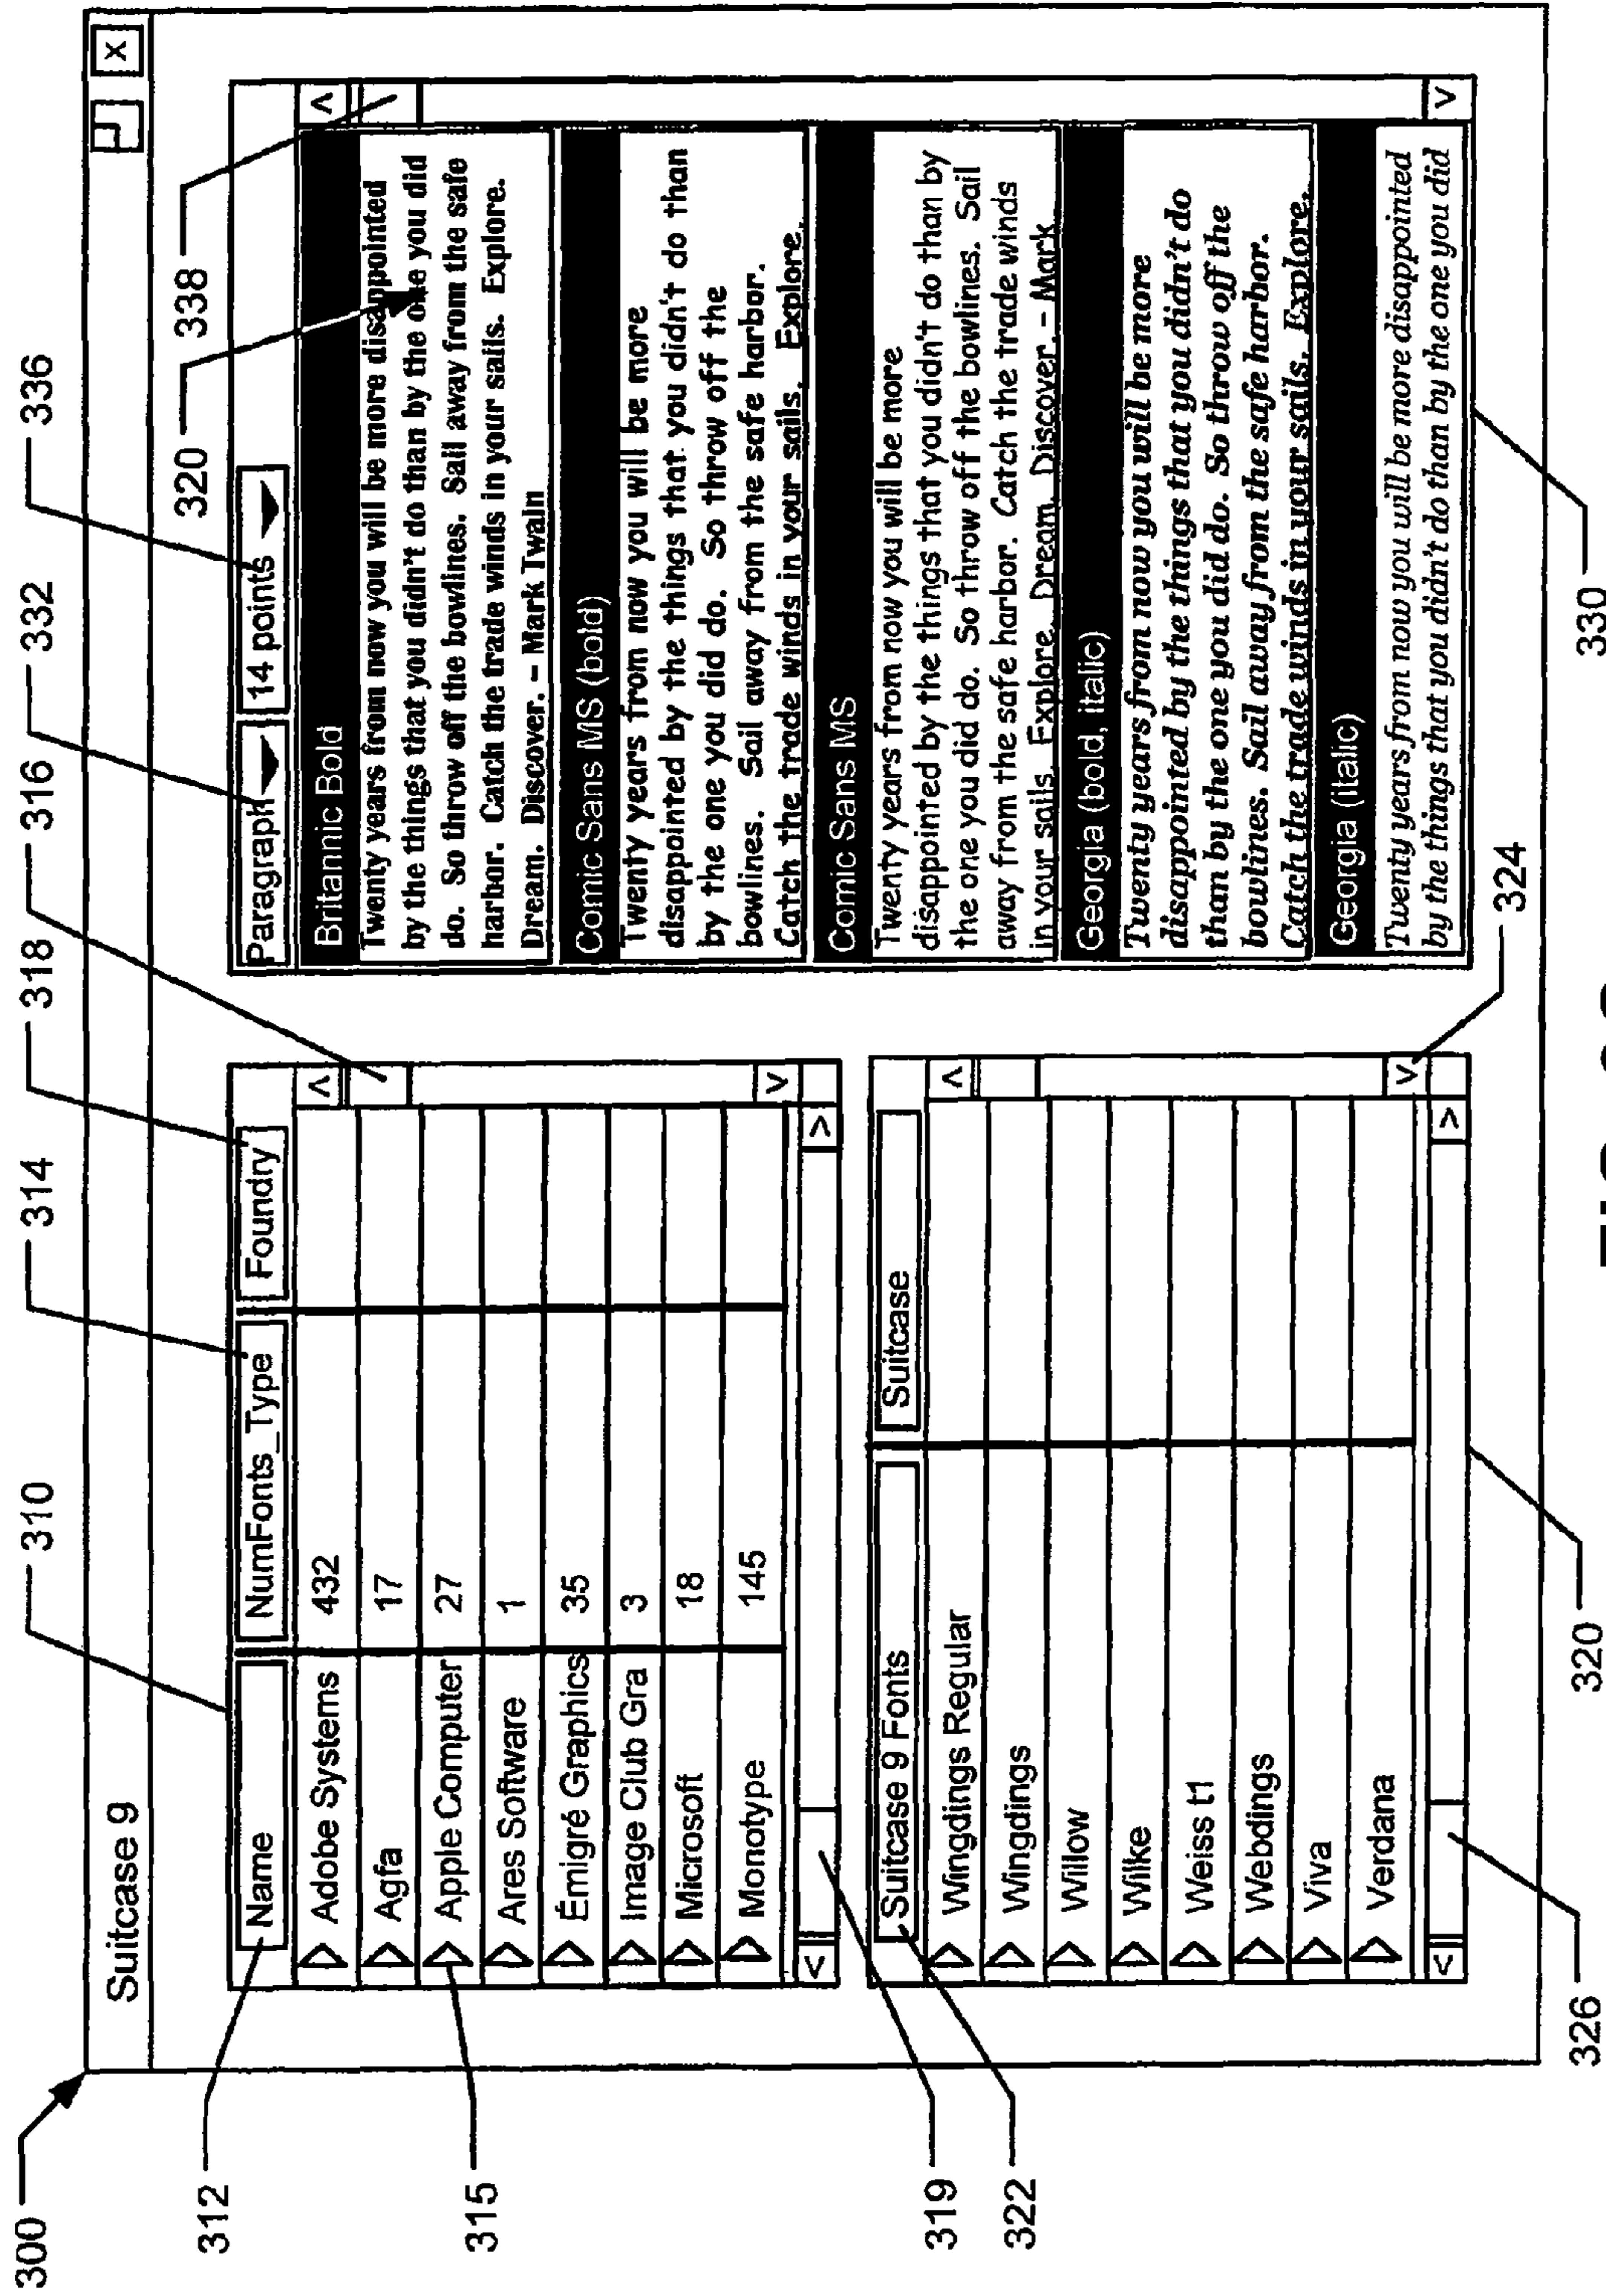 300
310
314
318
316
332
336
320
338
Suitcase 9
x
312
Name
NumFonts_Type
Foundry
Adobe Systems 432
Agfa 17
315
Apple Computer 27
Ares Software 1
Émigré Graphics 35
Image Club Gra 3
Microsoft 18
Monotype 145
319
322
Suitcase 9 Fonts
Suitcase
Wingdings Regular
Wingdings
Willow
Wilke
Weiss t1
Webdings
Viva
Verdana
326
320
324
Paragraph
14 points
Britannic Bold
Twenty years from now you will be more disappointed
by the things that you didn't do than by the one you did
do. So throw off the bowlines. Sail away from the safe
harbor. Catch the trade winds in your sails. Explore.
Dream. Discover. – Mark Twain
Comic Sans MS (bold)
Twenty years from now you will be more
disappointed by the things that you didn't do than
by the one you did do. So throw off the
bowlines. Sail away from the safe harbor.
Catch the trade winds in your sails. Explore.
Comic Sans MS
Twenty years from now you will be more
disappointed by the things that you didn't do than by
the one you did do. So throw off the bowlines. Sail
away from the safe harbor. Catch the trade winds
in your sails. Explore. Dream. Discover. – Mark
Georgia (bold, italic)
Twenty years from now you will be more
disappointed by the things that you didn't do
than by the one you did do. So throw off the
bowlines. Sail away from the safe harbor.
Catch the trade winds in your sails. Explore.
Georgia (italic)
Twenty years from now you will be more disappointed
by the things that you didn't do than by the one you did
330